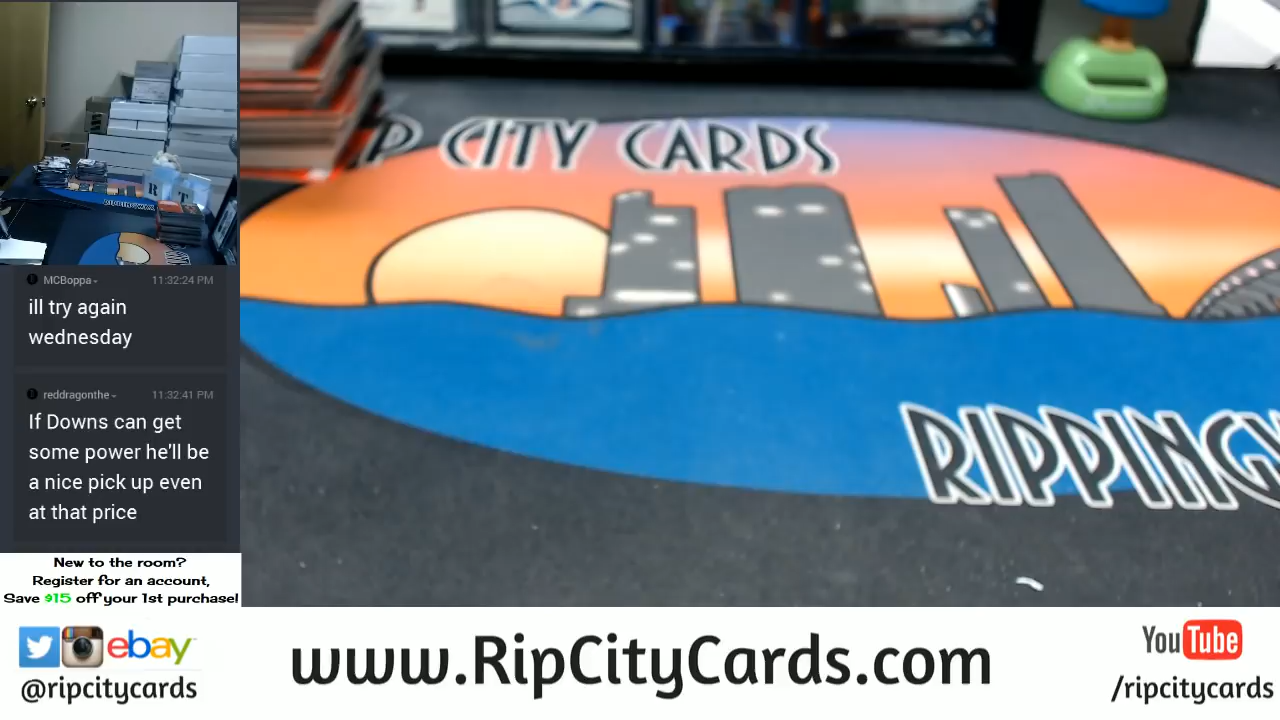 MCBoppa
11:32:24 PM
ill try again
wednesday
reddragonthe
11:32:41 PM
If Downs can get
some power he'll be
a nice pick up even
at that price
New to the room?
Register for an account,
Save $15 off your 1st purchase!
P CITY CARDS
RIPPING
ebay
@ripcitycards
www.RipCityCards.com
YouTube
/ripcitycards